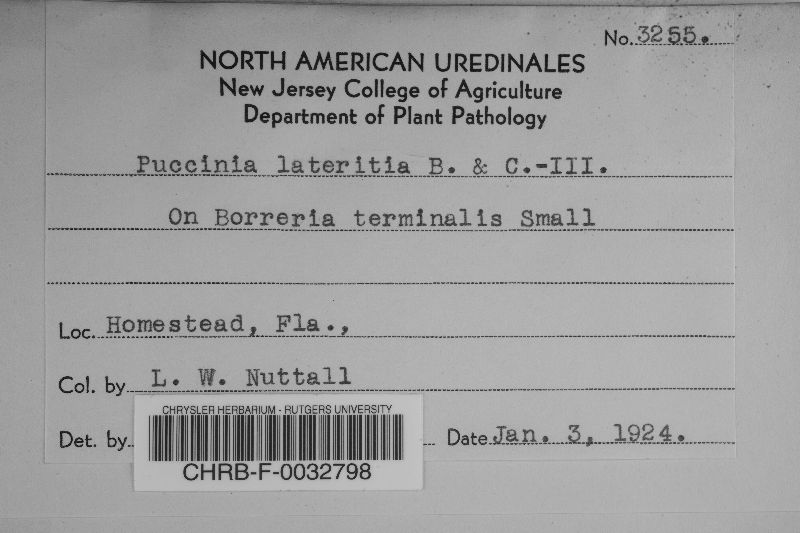 No. 3255.
NORTH AMERICAN UREDINALES
New Jersey College of Agriculture
Department of Plant Pathology
Puccinia lateritia B. & C.-III.
On Borreria terminalis Small
Loc. Homestead, Fla.,
Col. by L. W. Nuttall
CHRYSLER HERBARIUM - RUTGERS UNIVERSITY
Det. by Date Jan. 3, 1924.
CHRB-F-0032798